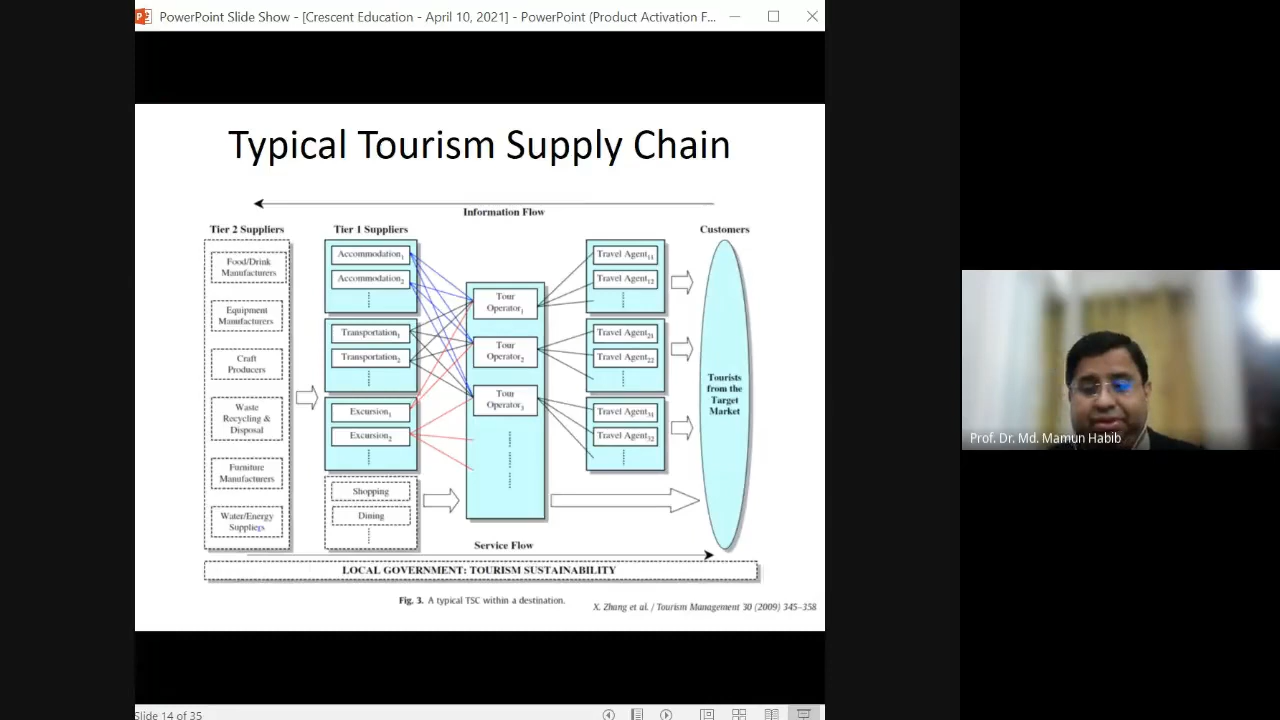 PowerPoint Slide Show - [Crescent Education - April 10, 2021] - PowerPoint (Product Activation F...
Typical Tourism Supply Chain
Information Flow
Tier 2 Suppliers
Food/Drink
Manufacturers
Equipment
Manufacturers
Craft
Producers
Waste
Recycling &
Disposal
Furniture
Manufacturers
Water/Energy
Suppliers
Tier 1 Suppliers
Accommodation1
Accommodation2
Transportation1
Transportation2
Excursion1
Excursion2
Shopping
Dining
Tour
Operator1
Tour
Operator2
Tour
Operator3
Travel Agent11
Travel Agent12
Travel Agent21
Travel Agent22
Travel Agent31
Travel Agent32
Customers
Tourists
from the
Target
Market
Service Flow
LOCAL GOVERNMENT: TOURISM SUSTAINABILITY
Fig. 3. A typical TSC within a destination.
X. Zhang et al. / Tourism Management 30 (2009) 345–358
Slide 14 of 35
Prof. Dr. Md. Mamun Habib